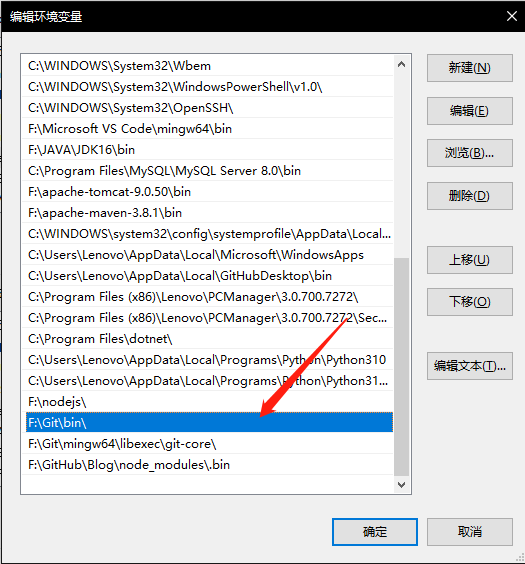 编辑环境变量
C:\WINDOWS\System32\Wbem
C:\WINDOWS\System32\WindowsPowerShell\v1.0\
C:\WINDOWS\System32\OpenSSH\
F:\Microsoft VS Code\mingw64\bin
F:\JAVA\JDK16\bin
C:\Program Files\MySQL\MySQL Server 8.0\bin
F:\apache-tomcat-9.0.50\bin
F:\apache-maven-3.8.1\bin
C:\WINDOWS\system32\config\systemprofile\AppData\Local...
C:\Users\Lenovo\AppData\Local\Microsoft\WindowsApps
C:\Users\Lenovo\AppData\Local\GitHubDesktop\bin
C:\Program Files (x86)\Lenovo\PCManager\3.0.700.7272\
C:\Program Files (x86)\Lenovo\PCManager\3.0.700.7272\Sec...
C:\Program Files\dotnet\
C:\Users\Lenovo\AppData\Local\Programs\Python\Python310
C:\Users\Lenovo\AppData\Local\Programs\Python\Python31...
F:\nodejs\
F:\Git\bin\
F:\Git\mingw64\libexec\git-core\
F:\GitHub\Blog\node_modules\.bin
新建(N)
编辑(E)
浏览(B)...
删除(D)
上移(U)
下移(O)
编辑文本(T)...
确定
取消